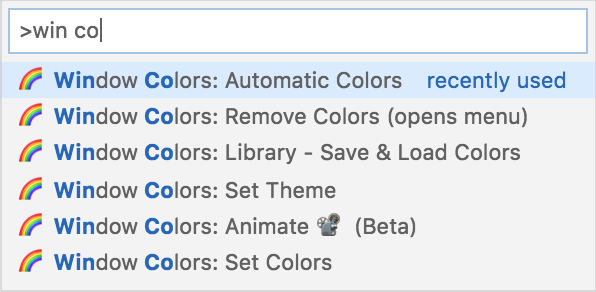 >win co
🌈 Window Colors: Automatic Colors recently used
🌈 Window Colors: Remove Colors (opens menu)
🌈 Window Colors: Library - Save & Load Colors
🌈 Window Colors: Set Theme
🌈 Window Colors: Animate 📽 (Beta)
🌈 Window Colors: Set Colors